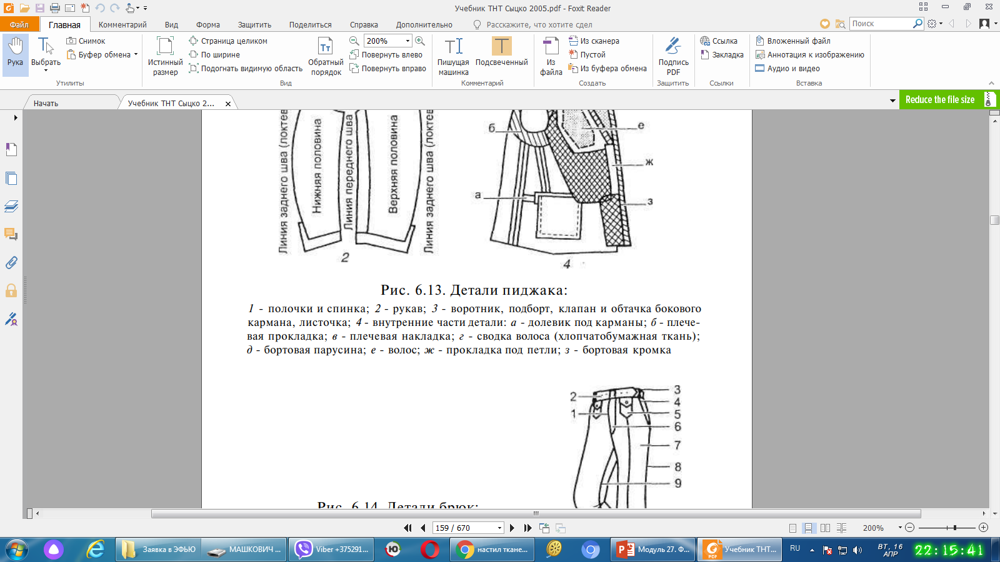 Учебник ТНТ Сыцко 2005.pdf - Foxit Reader
Файл Главная Комментарий Вид Форма Защитить Поделиться Справка Дополнительно Расскажите, что хотите сдел Поиск
Рука
Выбрать
Снимок
Буфер обмена
Утилиты
Истинный размер
Страница целиком
По ширине
Подогнать видимую область
Обратный порядок
200%
Повернуть влево
Повернуть вправо
Вид
Пишущая машинка
Подсвеченный
Комментарий
Из файла
Из сканера
Пустой
Из буфера обмена
Создать
Подпись PDF
Защитить
Ссылка
Закладка
Ссылки
Вложенный файл
Аннотация к изображению
Аудио и видео
Вставка
Начать
Учебник ТНТ Сыцко 2...
Reduce the file size
Линия заднего шва (локтев
Нижняя половина
Линия переднего шва
Верхняя половина
Линия заднего шва (локтев
2
б
е
ж
а
з
4
Рис. 6.13. Детали пиджака:
1 - полочки и спинка; 2 - рукав; 3 - воротник, подборт, клапан и обтачка бокового
кармана, листочка; 4 - внутренние части детали: а - долевик под карманы; б - плече-
вая прокладка; в - плечевая накладка; г - сводка волоса (хлопчатобумажная ткань);
д - бортовая парусина; е - волос; ж - прокладка под петли; з - бортовая кромка
2
1
3
4
5
6
7
8
9
Рис. 6.14. Детали брюк:
159 / 670
200%
Заявка в ЭФЬЮ
МАШКОВИЧ ...
Viber +375291...
настил ткане...
Модуль 27. Ф...
Учебник ТНТ...
RU
ВТ, 16
АПР
22:15:41